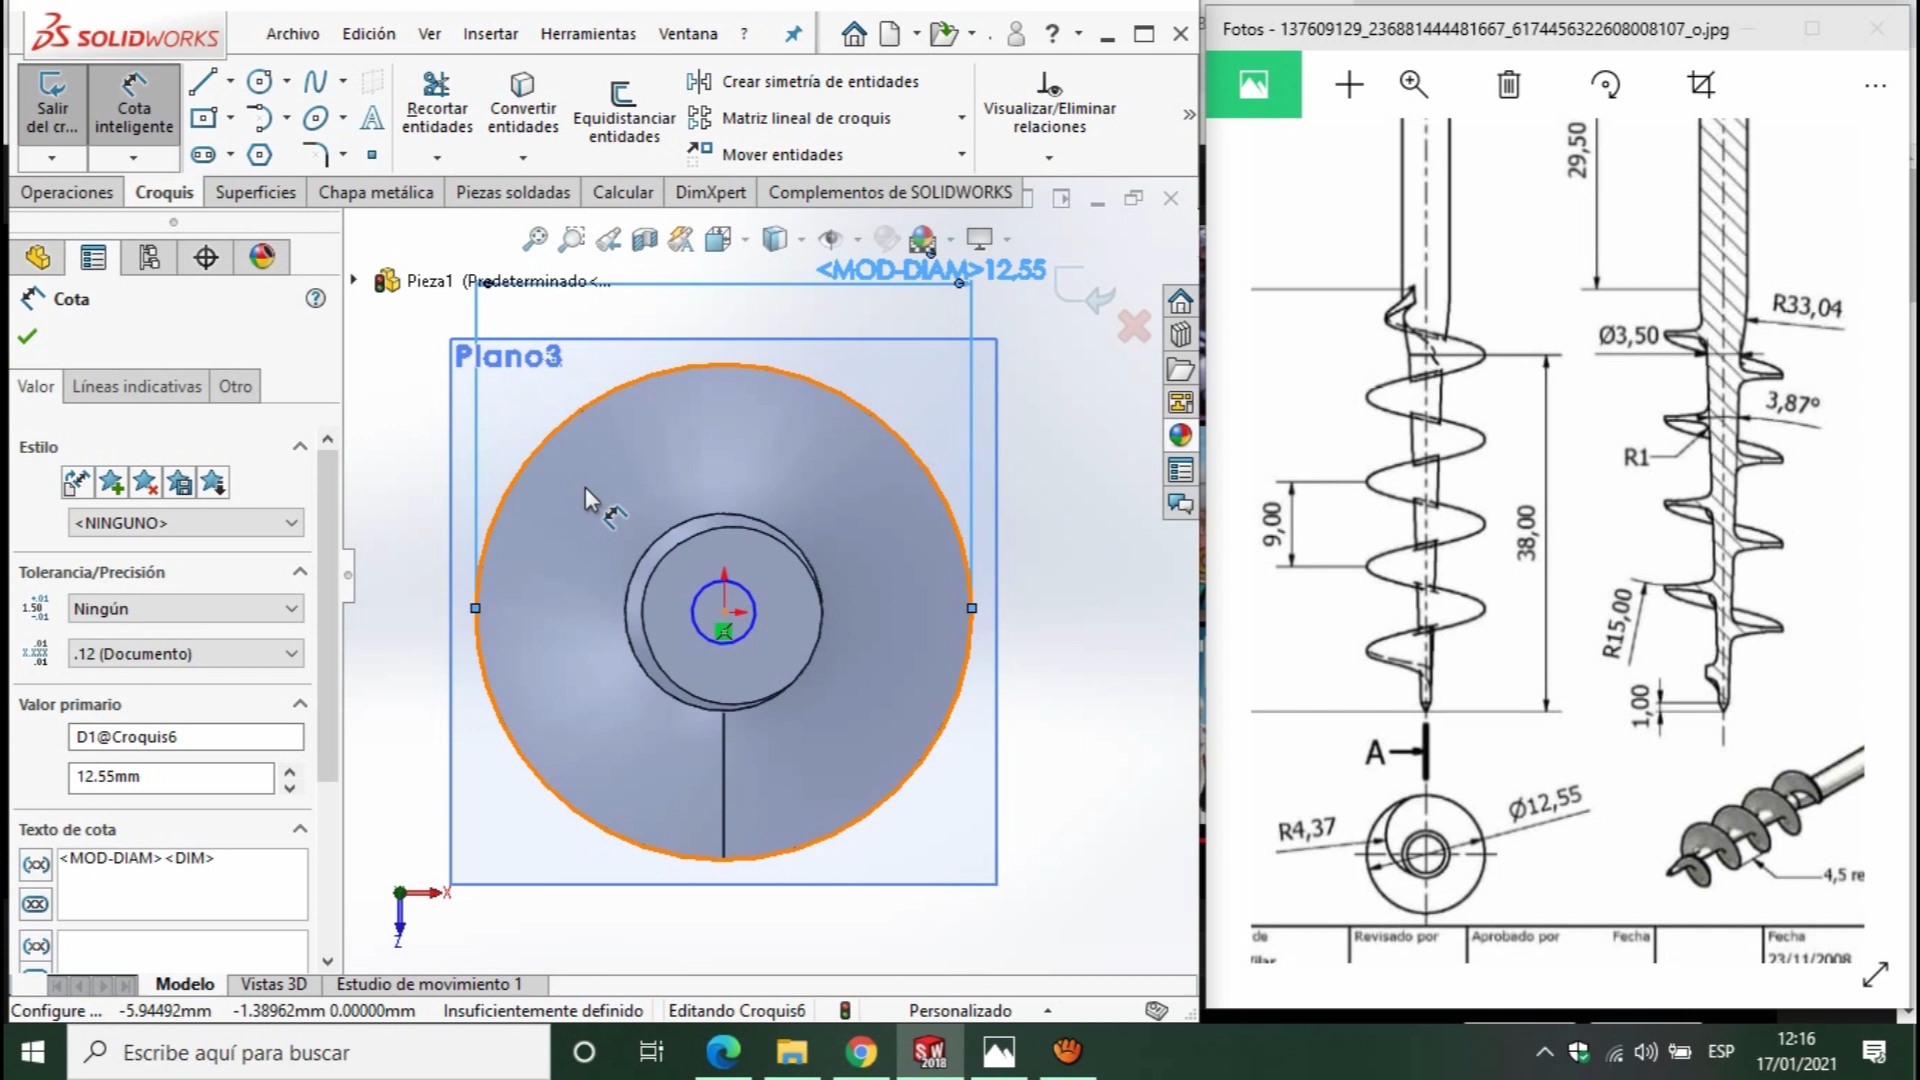 SOLIDWORKS
Archivo Edición Ver Insertar Herramientas Ventana ?
Salir del cr...
Cota inteligente
Recortar entidades
Convertir entidades
Equidistanciar entidades
Crear simetría de entidades
Matriz lineal de croquis
Mover entidades
Visualizar/Eliminar relaciones
Operaciones Croquis Superficies Chapa metálica Piezas soldadas Calcular DimXpert Complementos de SOLIDWORKS
Cota
Valor Líneas indicativas Otro
Estilo
<NINGUNO>
Tolerancia/Precisión
Ningún
.12 (Documento)
Valor primario
D1@Croquis6
12.55mm
Texto de cota
<MOD-DIAM><DIM>
Pieza1 (Predeterminado<...
<MOD-DIAM>12,55
Plano3
X
Z
Modelo Vistas 3D Estudio de movimiento 1
Configure ... -5.94492mm -1.38962mm 0.00000mm Insuficientemente definido Editando Croquis6 Personalizado
Fotos - 137609129_236881444481667_6174456322608008107_o.jpg
29,50
R33,04
Ø3,50
3,87º
R1
9,00
38,00
R15,00
1,00
A
R4,37
Ø12,55
4,5 re
de Revisado por Aprobado por Fecha Fecha
23/11/2008
Escribe aquí para buscar
SW 2018
ESP
12:16
17/01/2021